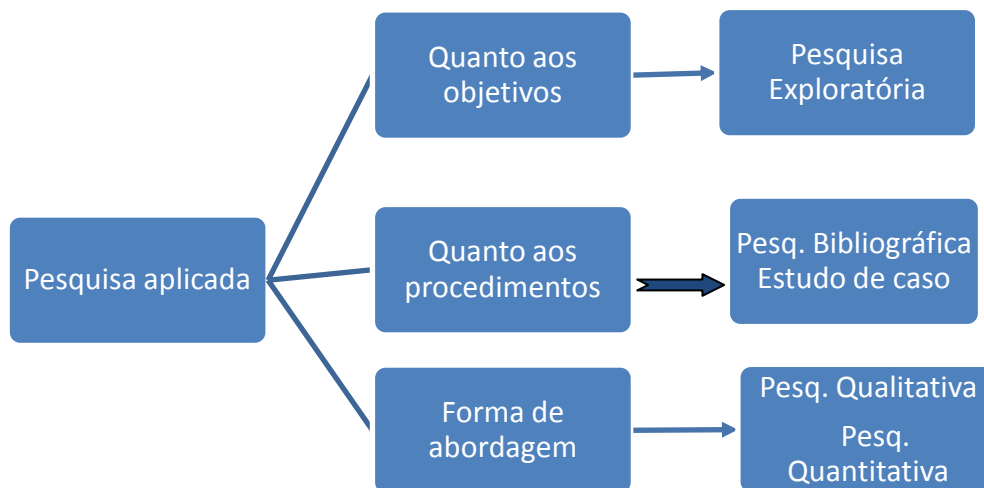 Pesquisa aplicada
Quanto aos
objetivos
Pesquisa
Exploratória
Quanto aos
procedimentos
Pesq. Bibliográfica
Estudo de caso
Forma de
abordagem
Pesq. Qualitativa
Pesq.
Quantitativa